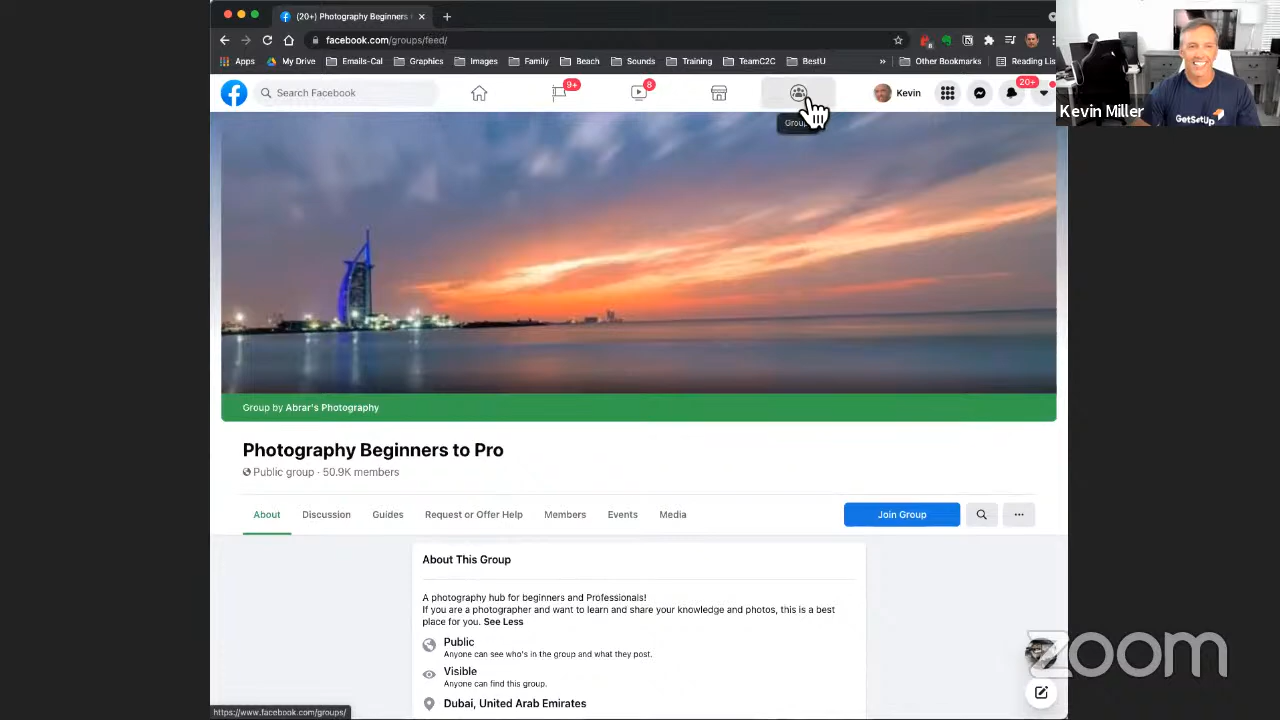 (20+) Photography Beginners
facebook.com/groups/feed/
Apps My Drive Emails-Cal Graphics Images Family Beach Sounds Training TeamC2C BestU » Other Bookmarks Reading List
Search Facebook
9+
8
Kevin
20+
GetSetUp
Kevin Miller
Group by Abrar's Photography
Photography Beginners to Pro
Public group · 50.9K members
About Discussion Guides Request or Offer Help Members Events Media Join Group
About This Group
A photography hub for beginners and Professionals!
If you are a photographer and want to learn and share your knowledge and photos, this is a best
place for you. See Less
Public
Anyone can see who's in the group and what they post.
Visible
Anyone can find this group.
Dubai, United Arab Emirates
zoom
https://www.facebook.com/groups/